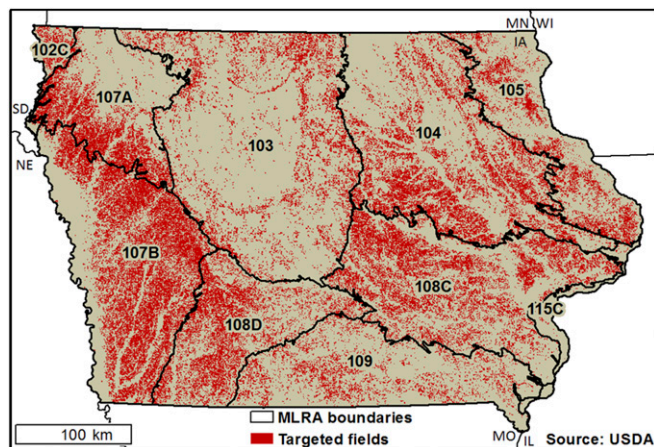 MN WI
IA
102C
107A
105
SD
103
104
NE
107B
108C
115C
108D
109
MLRA boundaries
100 km
Targeted fields
MO IL
Source: USDA